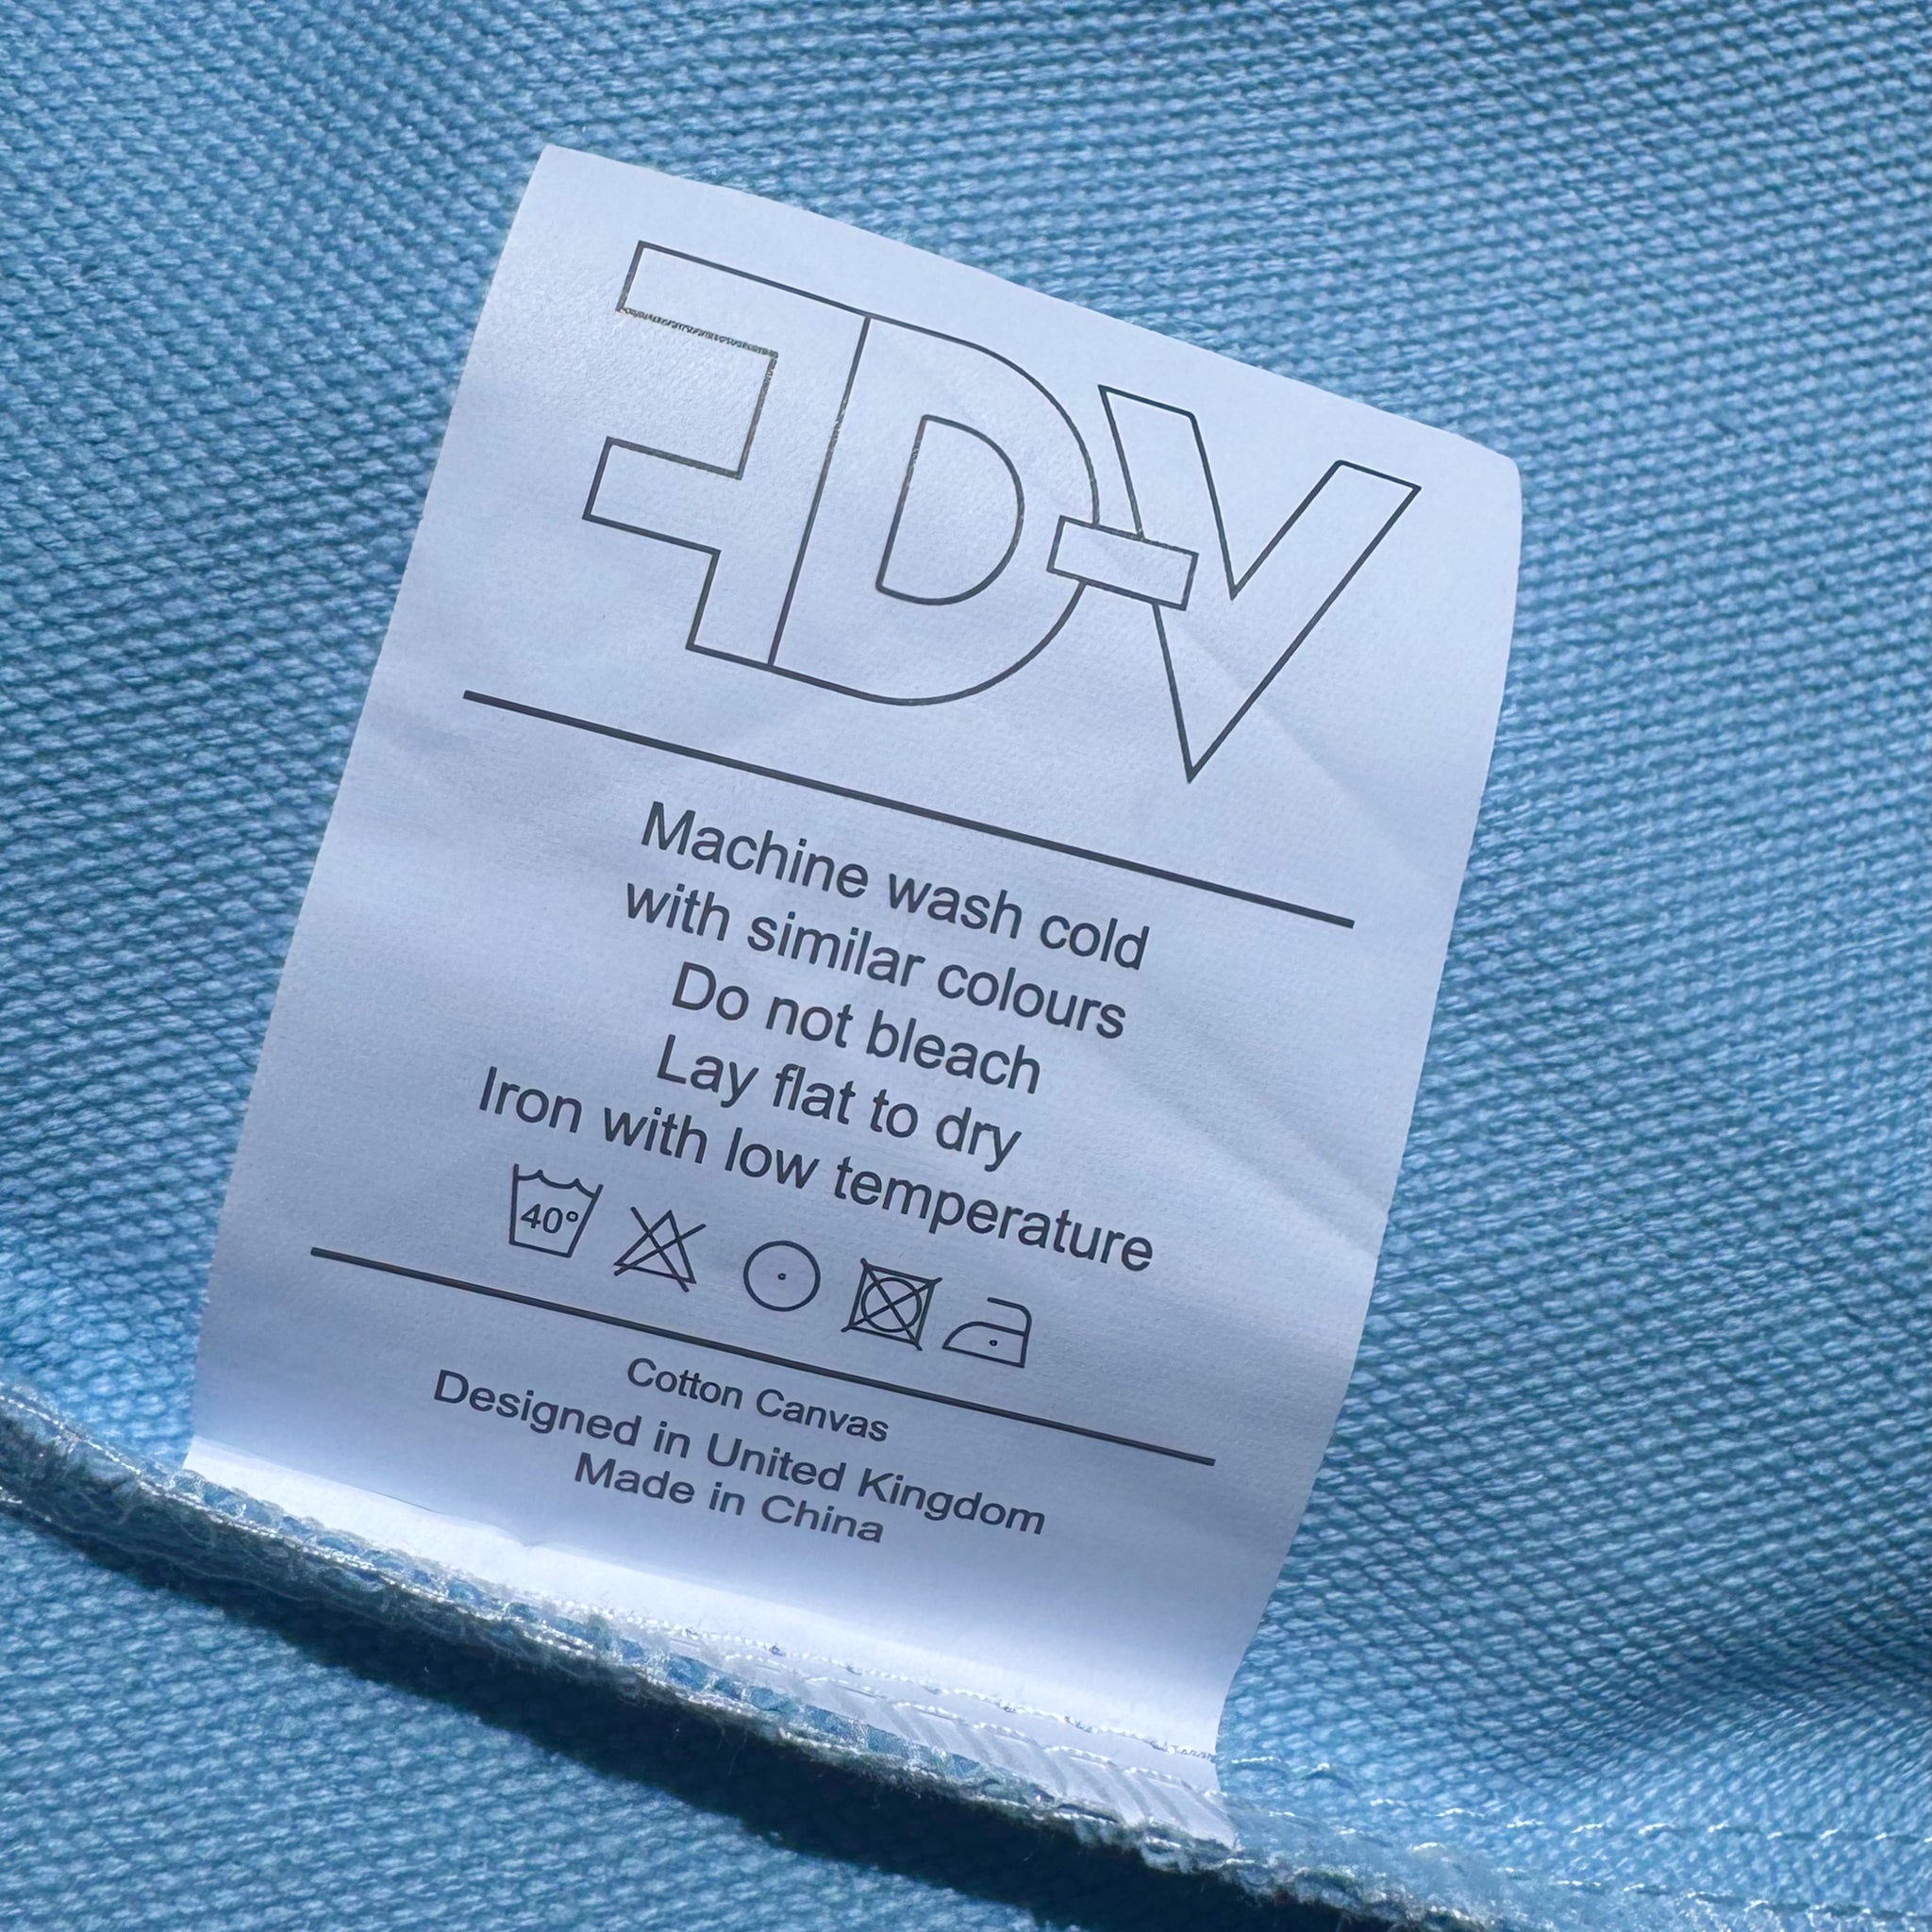 FD-V
Machine wash cold
with similar colours
Do not bleach
Lay flat to dry
Iron with low temperature
40°
Cotton Canvas
Designed in United Kingdom
Made in China